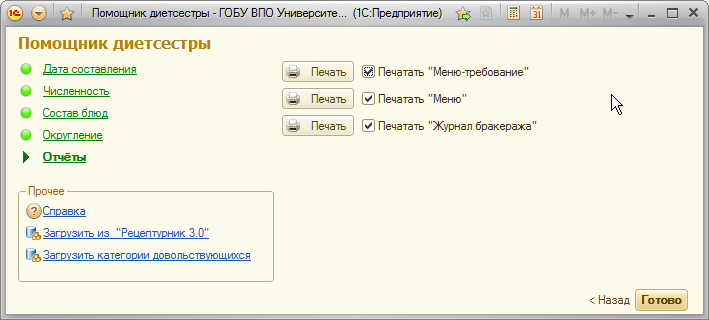 Помощник диетсестры - ГОБУ ВПО Университе... (1С:Предприятие)
31 M M+ M-
Помощник диетсестры
Дата составления
Численность
Состав блюд
Округление
Отчёты
Печать Печатать "Меню-требование"
Печать Печатать "Меню"
Печать Печатать "Журнал бракеража"
Прочее
Справка
Загрузить из "Рецептурник 3.0"
Загрузить категории довольствующихся
< Назад Готово